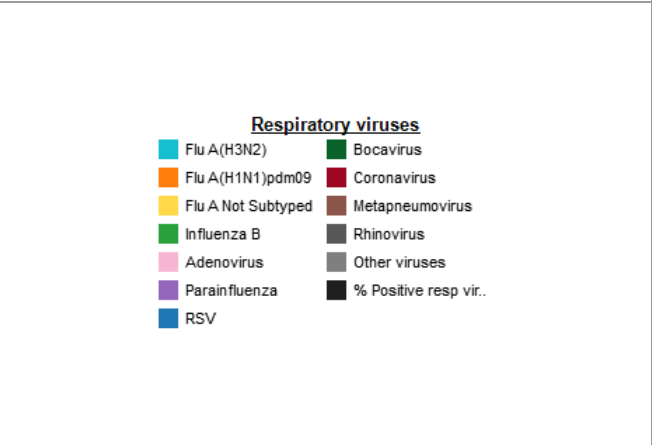 Respiratory viruses
Flu A(H3N2)
Flu A(H1N1)pdm09
Flu A Not Subtyped
Influenza B
Adenovirus
Parainfluenza
RSV
Bocavirus
Coronavirus
Metapneumovirus
Rhinovirus
Other viruses
% Positive resp vir..